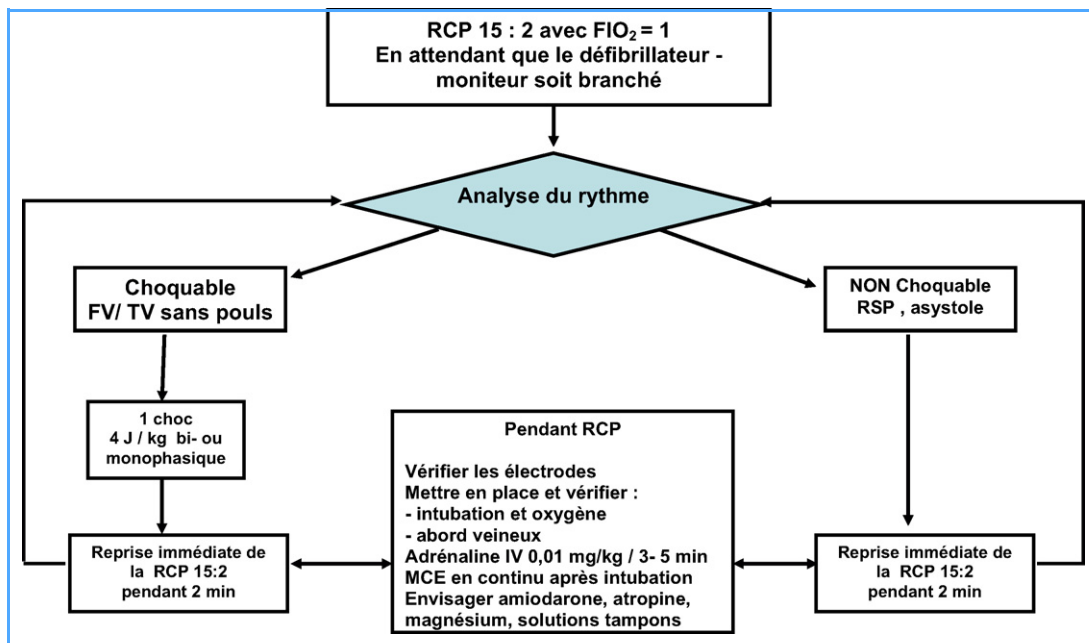 RCP 15 : 2 avec FIO₂ = 1
En attendant que le défibrillateur -
moniteur soit branché
Analyse du rythme
Choquable
FV/ TV sans pouls
NON Choquable
RSP , asystole
1 choc
4 J / kg bi- ou
monophasique
Pendant RCP
Vérifier les électrodes
Mettre en place et vérifier :
- intubation et oxygène
- abord veineux
Adrénaline IV 0,01 mg/kg / 3- 5 min
MCE en continu après intubation
Envisager amiodarone, atropine,
magnésium, solutions tampons
Reprise immédiate de
la RCP 15:2
pendant 2 min
Reprise immédiate de
la RCP 15:2
pendant 2 min